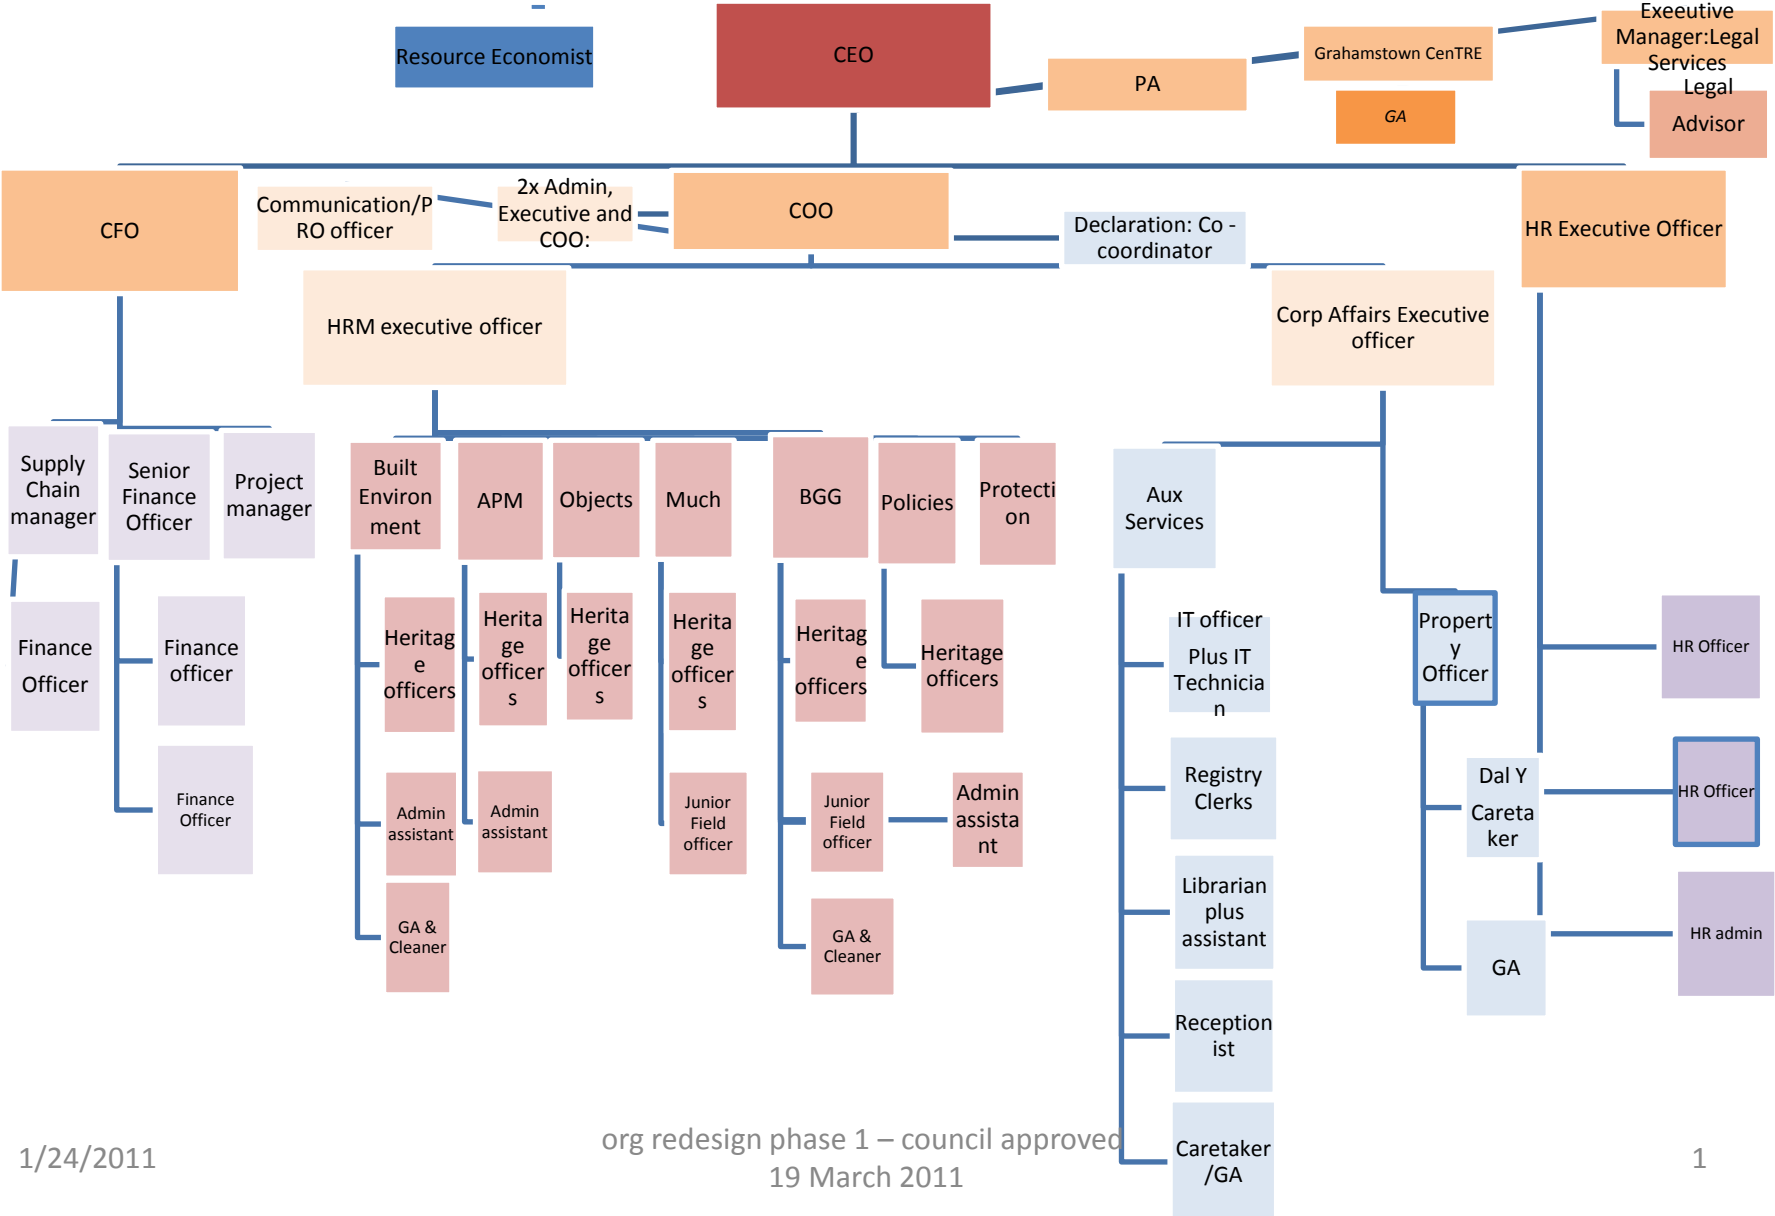 Resource Economist
CEO
PA
Grahamstown CenTRE
GA
Exeeutive
Manager:Legal
Services
Legal
Advisor
CFO
Communication/P
RO officer
2x Admin,
Executive and
COO:
COO
Declaration: Co -
coordinator
HR Executive Officer
HRM executive officer
Corp Affairs Executive
officer
Supply
Chain
manager
Senior
Finance
Officer
Project
manager
Built
Environ
ment
APM
Objects
Much
BGG
Policies
Protecti
on
Aux
Services
Finance
Officer
Finance
officer
Finance
Officer
Heritag
e
officers
Herita
ge
officer
s
Herita
ge
officer
s
Herita
ge
officer
s
Heritag
e
officers
Heritage
officers
Admin
assistant
Admin
assistant
Junior
Field
officer
Junior
Field
officer
Admin
assista
nt
GA &
Cleaner
GA &
Cleaner
IT officer
Plus IT
Technicia
n
Registry
Clerks
Librarian
plus
assistant
Reception
ist
Caretaker
/GA
Propert
y
Officer
Dal Y
Careta
ker
GA
HR Officer
HR Officer
HR admin
1/24/2011
org redesign phase 1 – council approved
19 March 2011
1